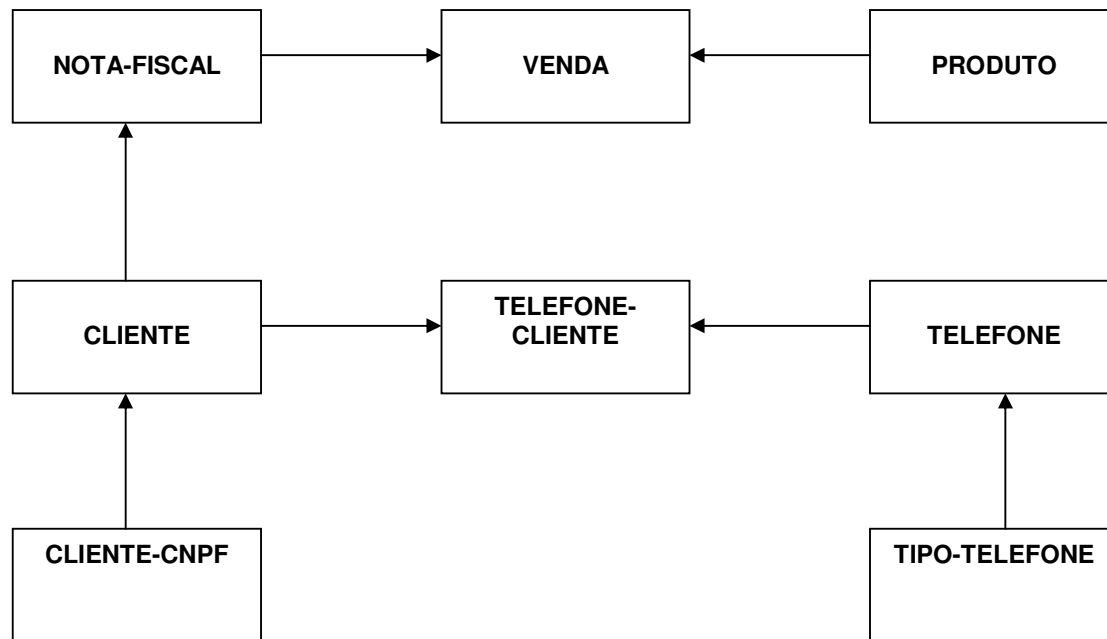 NOTA-FISCAL
VENDA
PRODUTO
CLIENTE
TELEFONE-
CLIENTE
TELEFONE
CLIENTE-CNPF
TIPO-TELEFONE